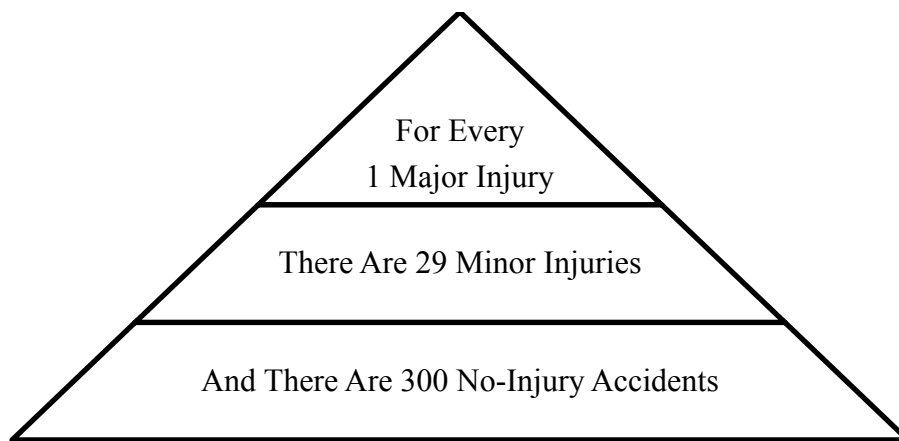 For Every
1 Major Injury
There Are 29 Minor Injuries
And There Are 300 No-Injury Accidents